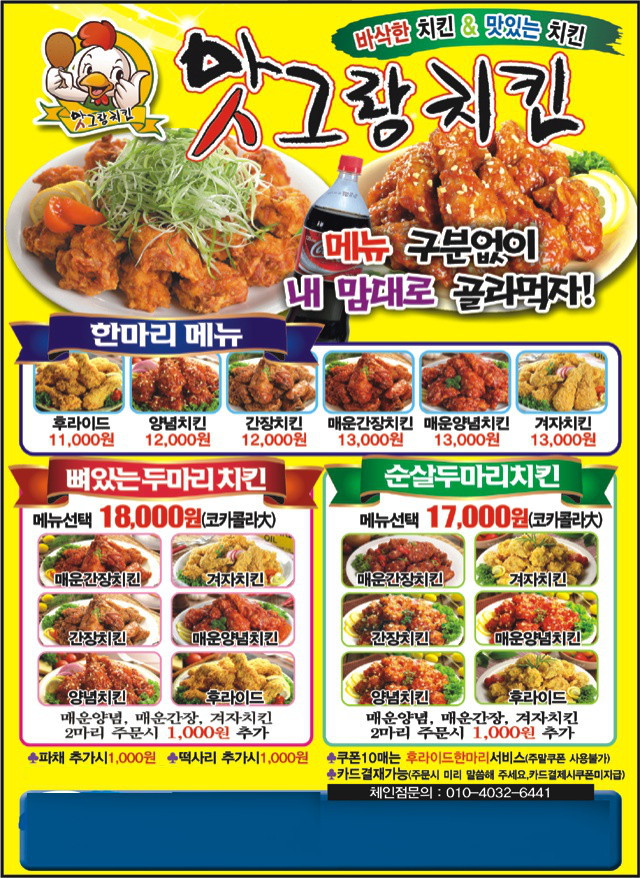 바삭한 치킨 & 맛있는 치킨
맛그랑치킨
맛그랑치킨
메뉴 구분없이
내 맘대로 골라먹자!
한마리 메뉴
후라이드 양념치킨 간장치킨 매운간장치킨 매운양념치킨 겨자치킨
11,000원 12,000원 12,000원 13,000원 13,000원 13,000원
뼈있는두마리치킨
메뉴선택 18,000원(코카콜라大)
매운간장치킨 겨자치킨
간장치킨 매운양념치킨
양념치킨 후라이드
매운양념, 매운간장, 겨자치킨
2마리 주문시 1,000원 추가
♣파채 추가시1,000원 ♣떡사리 추가시1,000원
순살두마리치킨
메뉴선택 17,000원(코카콜라大)
매운간장치킨 겨자치킨
간장치킨 매운양념치킨
양념치킨 후라이드
매운양념, 매운간장, 겨자치킨
2마리 주문시 1,000원 추가
♣쿠폰10매는 후라이드한마리서비스(주말쿠폰 사용불가)
♣카드결재가능(주문시 미리 말씀해 주세요,카드결제시쿠폰미지급)
체인점문의 : 010-4032-6441